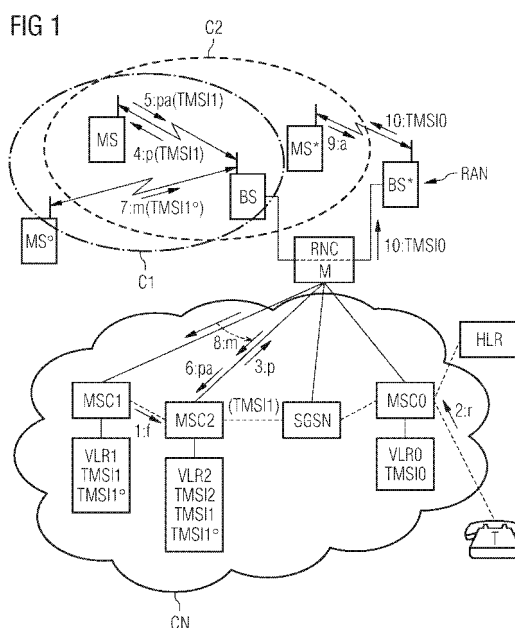 FIG 1
C2
5:pa(TMSI1)
MS
4:p(TMSI1)
10:TMSI0
MS*
9:a
RAN
BS*
7:m(TMSI1°)
BS
MS°
C1
RNC
M
10:TMSI0
8:m
HLR
6:pa
3:p
MSC1
(TMSI1)
MSC2
SGSN
MSC0
2:r
1:f
VLR1
TMSI1
TMSI1°
VLR2
TMSI2
TMSI1
TMSI1°
VLR0
TMSI0
T
CN